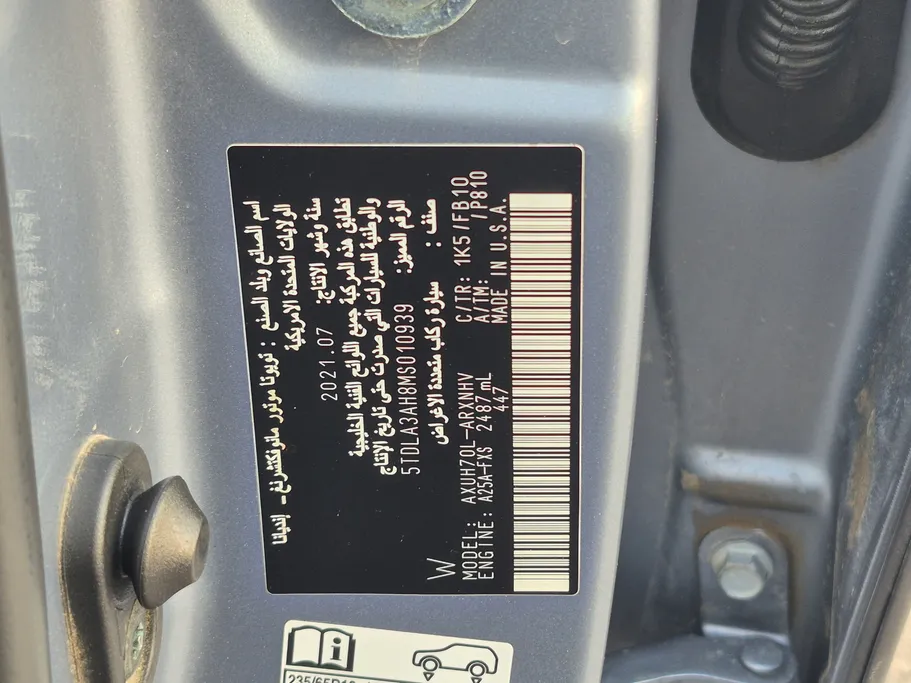 اسم الصانع وبلد الصنع : تويوتا موتور مانوفكتشرنغ - إنديانا
الولايات المتحدة الامريكية
سنة وشهر الإنتاج: 2021.07
تطابق هذه المركبة جميع اللوائح الفنية الخليجية
والوطنية للسيارات التي صدرت حتى تاريخ الإنتاج
الرقم المميز: 5TDLA3AH8MS010939
صنف : سيارة ركاب متعددة الاغراض
W
MODEL: AXUH70L-ARXNHV C/TR: 1K5/FB10
ENGINE: A25A-FXS 2487mL A/TM: /P810
447 MADE IN U.S.A.
i